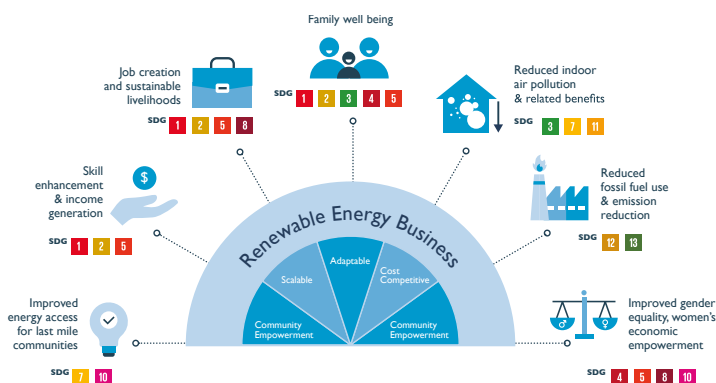 Family well being
SDG 1 2 3 4 5
Job creation
and sustainable
livelihoods
SDG 1 2 5 8
Reduced indoor
air pollution
& related benefits
SDG 3 7 11
Skill
enhancement
& income
generation
$
SDG 1 2 5
Reduced
fossil fuel use
& emission
reduction
SDG 12 13
Improved
energy access
for last mile
communities
SDG 7 10
Improved gender
equality, women's
economic
empowerment
♂ ♀
SDG 4 5 8 10
Renewable Energy Business
Community
Empowerment
Scalable
Adaptable
Cost
Competitive
Community
Empowerment